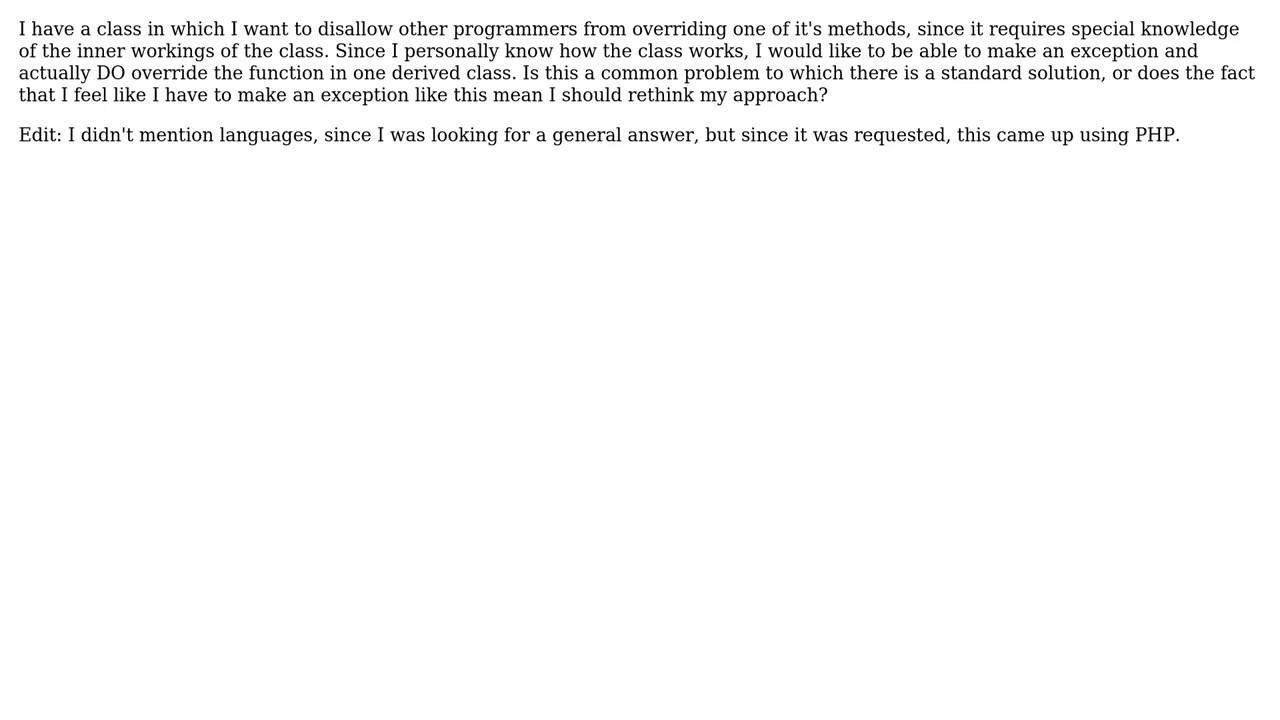 I have a class in which I want to disallow other programmers from overriding one of it's methods, since it requires special knowledge
of the inner workings of the class. Since I personally know how the class works, I would like to be able to make an exception and
actually DO override the function in one derived class. Is this a common problem to which there is a standard solution, or does the fact
that I feel like I have to make an exception like this mean I should rethink my approach?
Edit: I didn't mention languages, since I was looking for a general answer, but since it was requested, this came up using PHP.